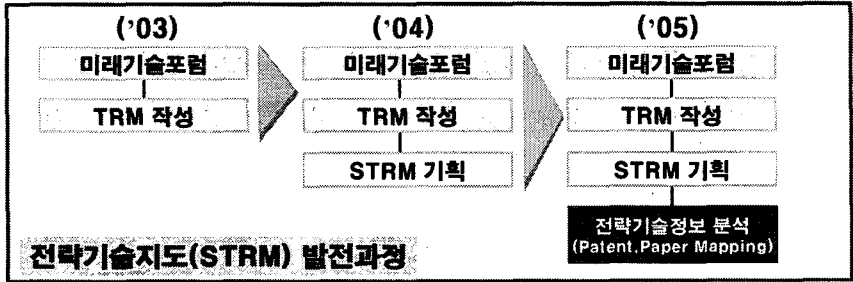 ('03)
('04)
('05)
미래기술포럼
미래기술포럼
미래기술포럼
TRM 작성
TRM 작성
TRM 작성
STRM 기획
STRM 기획
전략기술정보 분석
(Patent,Paper Mapping)
전략기술지도(STRM) 발전과정